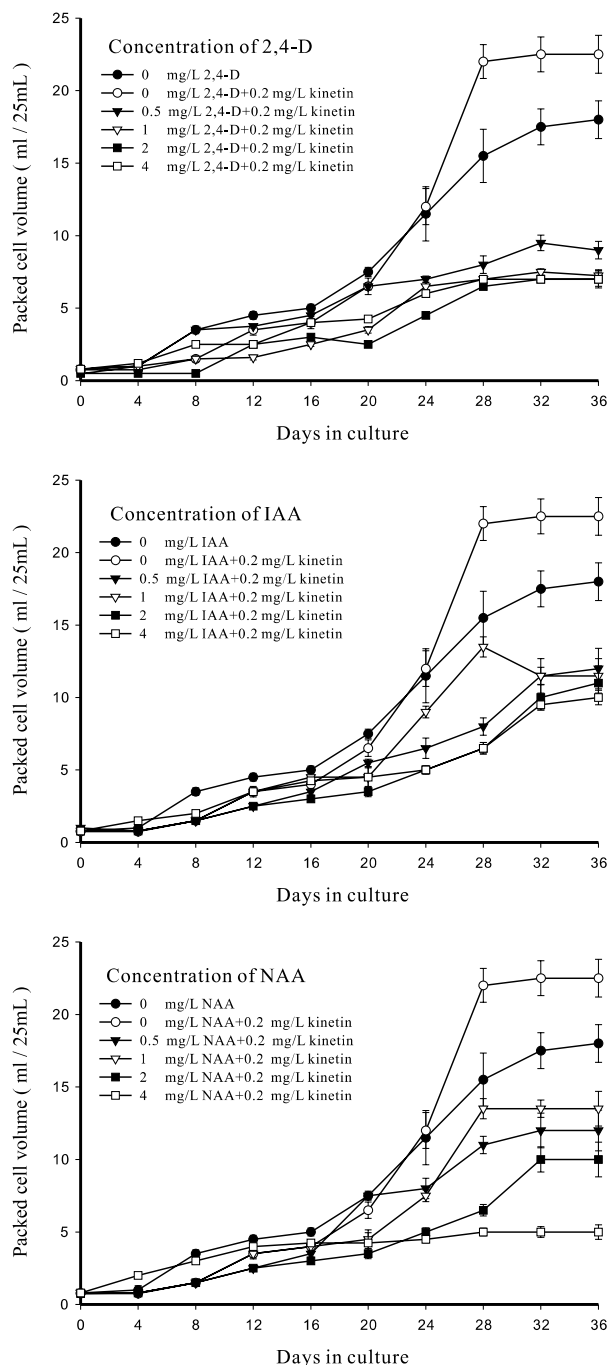 25
20
15
10
5
0
Packed cell volume ( ml / 25mL )
Concentration of 2,4-D
0 mg/L 2,4-D
0 mg/L 2,4-D+0.2 mg/L kinetin
0.5 mg/L 2,4-D+0.2 mg/L kinetin
1 mg/L 2,4-D+0.2 mg/L kinetin
2 mg/L 2,4-D+0.2 mg/L kinetin
4 mg/L 2,4-D+0.2 mg/L kinetin
0 4 8 12 16 20 24 28 32 36
Days in culture
25
20
15
10
5
0
Packed cell volume ( ml / 25mL )
Concentration of IAA
0 mg/L IAA
0 mg/L IAA+0.2 mg/L kinetin
0.5 mg/L IAA+0.2 mg/L kinetin
1 mg/L IAA+0.2 mg/L kinetin
2 mg/L IAA+0.2 mg/L kinetin
4 mg/L IAA+0.2 mg/L kinetin
0 4 8 12 16 20 24 28 32 36
Days in culture
25
20
15
10
5
0
Packed cell volume ( ml / 25mL )
Concentration of NAA
0 mg/L NAA
0 mg/L NAA+0.2 mg/L kinetin
0.5 mg/L NAA+0.2 mg/L kinetin
1 mg/L NAA+0.2 mg/L kinetin
2 mg/L NAA+0.2 mg/L kinetin
4 mg/L NAA+0.2 mg/L kinetin
0 4 8 12 16 20 24 28 32 36
Days in culture